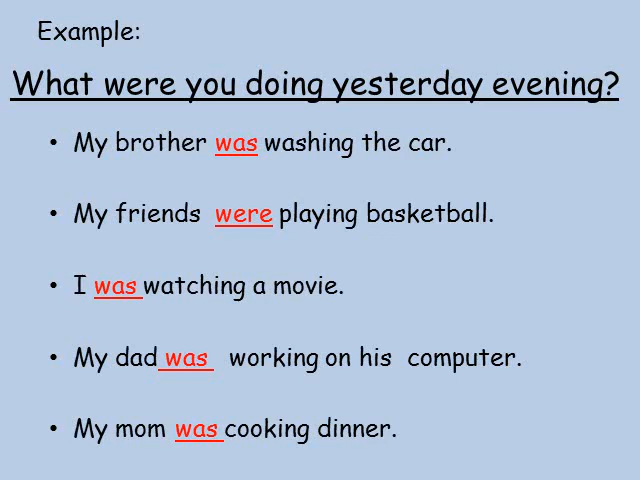 Example:
What were you doing yesterday evening?
• My brother was washing the car.
• My friends were playing basketball.
• I was watching a movie.
• My dad was working on his computer.
• My mom was cooking dinner.